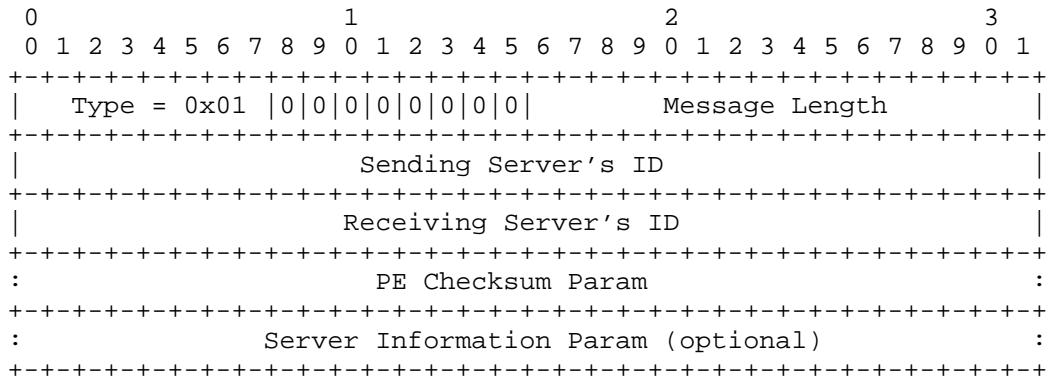 0                   1                   2                   3
 0 1 2 3 4 5 6 7 8 9 0 1 2 3 4 5 6 7 8 9 0 1 2 3 4 5 6 7 8 9 0 1
+-+-+-+-+-+-+-+-+-+-+-+-+-+-+-+-+-+-+-+-+-+-+-+-+-+-+-+-+-+-+-+-+
|   Type = 0x01 |0|0|0|0|0|0|0|0|        Message Length         |
+-+-+-+-+-+-+-+-+-+-+-+-+-+-+-+-+-+-+-+-+-+-+-+-+-+-+-+-+-+-+-+-+
|                     Sending Server’s ID                       |
+-+-+-+-+-+-+-+-+-+-+-+-+-+-+-+-+-+-+-+-+-+-+-+-+-+-+-+-+-+-+-+-+
|                    Receiving Server’s ID                      |
+-+-+-+-+-+-+-+-+-+-+-+-+-+-+-+-+-+-+-+-+-+-+-+-+-+-+-+-+-+-+-+-+
:                      PE Checksum Param                        :
+-+-+-+-+-+-+-+-+-+-+-+-+-+-+-+-+-+-+-+-+-+-+-+-+-+-+-+-+-+-+-+-+
:               Server Information Param (optional)             :
+-+-+-+-+-+-+-+-+-+-+-+-+-+-+-+-+-+-+-+-+-+-+-+-+-+-+-+-+-+-+-+-+